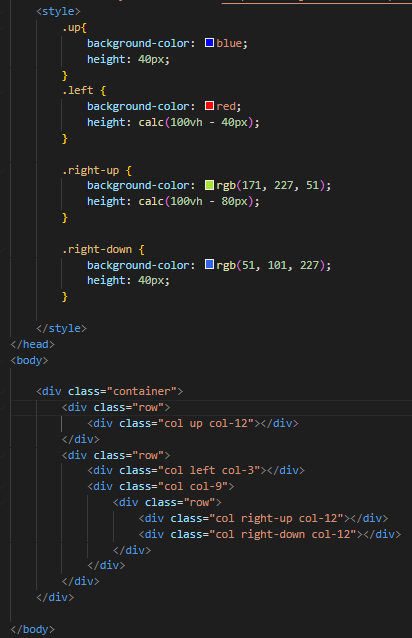 <style>
.up{
background-color: blue;
height: 40px;
}
.left {
background-color: red;
height: calc(100vh - 40px);
}
.right-up {
background-color: rgb(171, 227, 51);
height: calc(100vh - 80px);
}
.right-down {
background-color: rgb(51, 101, 227);
height: 40px;
}
</style>
</head>
<body>
<div class="container">
<div class="row">
<div class="col up col-12"></div>
</div>
<div class="row">
<div class="col left col-3"></div>
<div class="col col-9">
<div class="row">
<div class="col right-up col-12"></div>
<div class="col right-down col-12"></div>
</div>
</div>
</div>
</div>
</body>